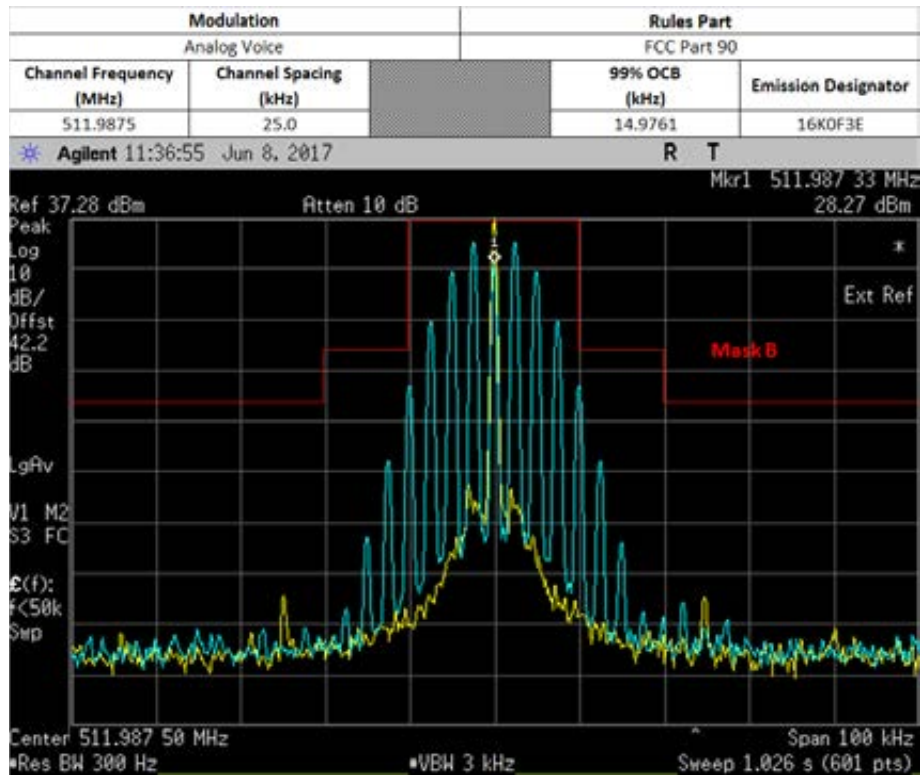 Modulation Rules Part
Analog Voice FCC Part 90
Channel Frequency (MHz) Channel Spacing (kHz) 99% OCB (kHz) Emission Designator
511.9875 25.0 14.9761 16K0F3E
Agilent 11:36:55 Jun 8, 2017 R T
Mkr1 511.987 33 MHz
Ref 37.28 dBm Atten 10 dB 28.27 dBm
Peak
Log
10
dB/
Offst
42.2
dB
*
Ext Ref
Mask B
1
LgAv
V1 M2
S3 FC
£(f):
f<50k
Swp
Center 511.987 50 MHz ^ Span 100 kHz
Res BW 300 Hz VBW 3 kHz Sweep 1.026 s (601 pts)